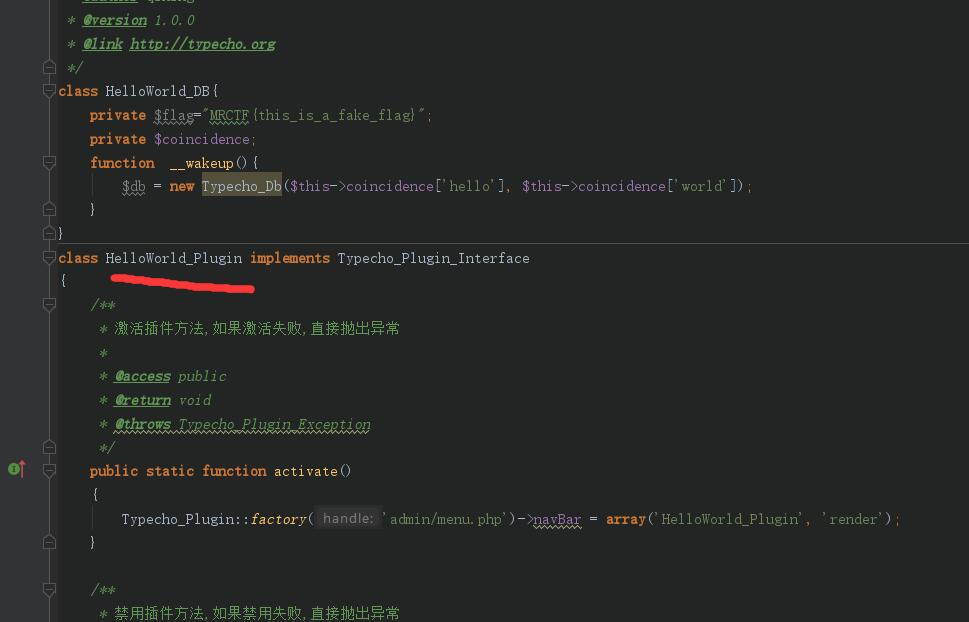 * @version 1.0.0
* @link http://typecho.org
*/
class HelloWorld_DB{
private $flag="MRCTF{this_is_a_fake_flag}";
private $coincidence;
function  __wakeup(){
$db = new Typecho_Db($this->coincidence['hello'], $this->coincidence['world']);
}
}
class HelloWorld_Plugin implements Typecho_Plugin_Interface
{
/**
* 激活插件方法,如果激活失败,直接抛出异常
*
* @access public
* @return void
* @throws Typecho_Plugin_Exception
*/
public static function activate()
{
Typecho_Plugin::factory( handle: 'admin/menu.php')->navBar = array('HelloWorld_Plugin', 'render');
}
/**
* 禁用插件方法,如果禁用失败,直接抛出异常